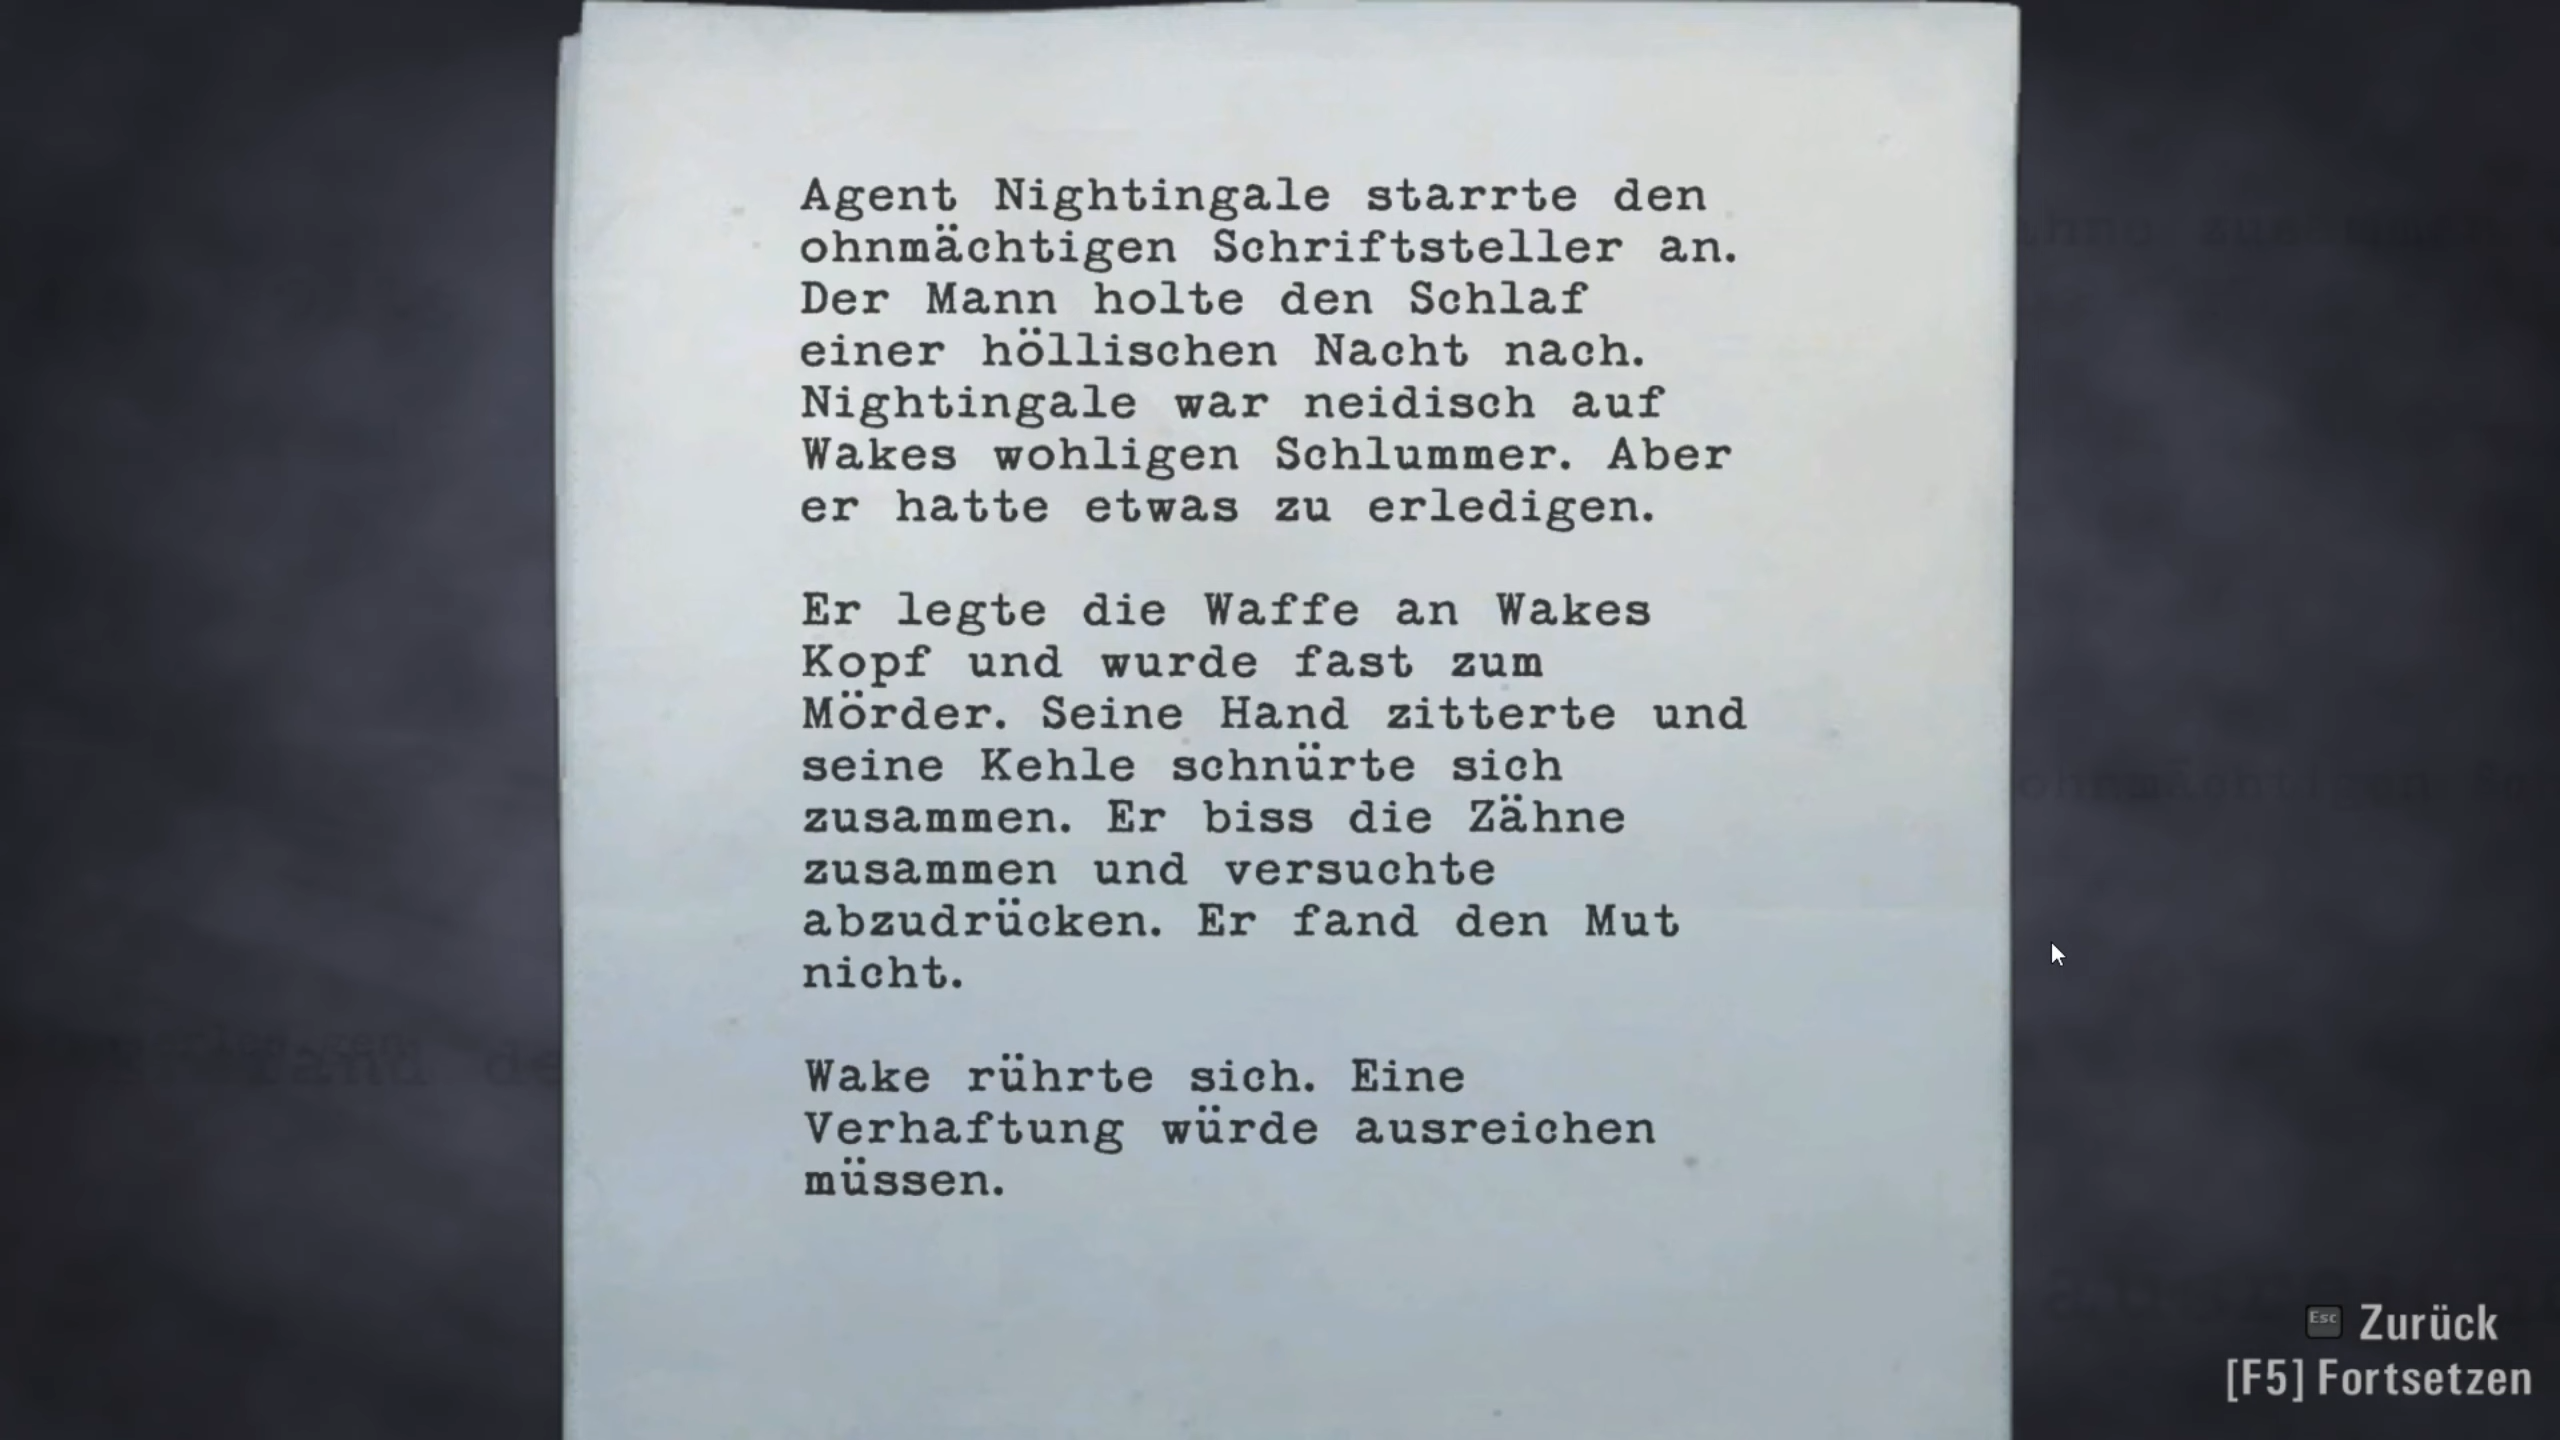 Agent Nightingale starrte den
ohnmächtigen Schriftsteller an.
Der Mann holte den Schlaf
einer höllischen Nacht nach.
Nightingale war neidisch auf
Wakes wohligen Schlummer. Aber
er hatte etwas zu erledigen.
Er legte die Waffe an Wakes
Kopf und wurde fast zum
Mörder. Seine Hand zitterte und
seine Kehle schnürte sich
zusammen. Er biss die Zähne
zusammen und versuchte
abzudrücken. Er fand den Mut
nicht.
Wake rührte sich. Eine
Verhaftung würde ausreichen
müssen.
Esc Zurück
[F5] Fortsetzen